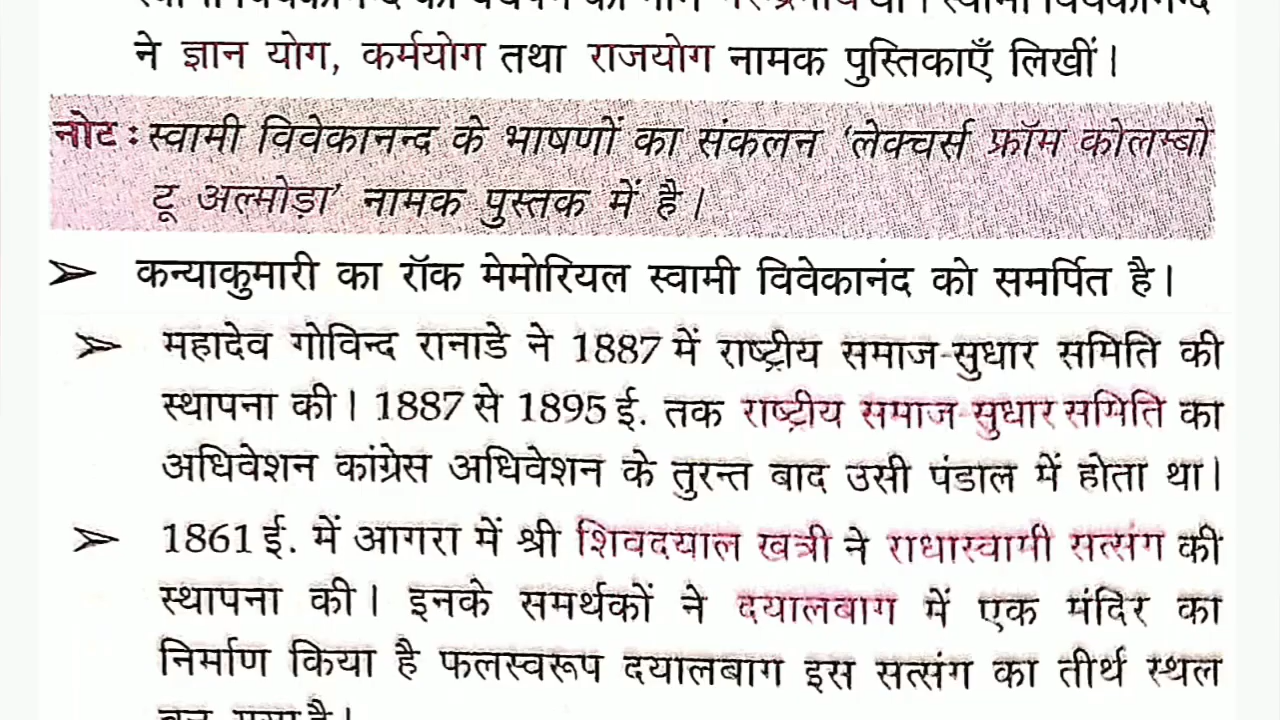 ने ज्ञान योग, कर्मयोग तथा राजयोग नामक पुस्तिकाएँ लिखीं।
नोट : स्वामी विवेकानन्द के भाषणों का संकलन ‘लेक्चर्स फ्रॉम कोलम्बो
टू अल्मोड़ा’ नामक पुस्तक में है।
➢ कन्याकुमारी का रॉक मेमोरियल स्वामी विवेकानंद को समर्पित है।
➢ महादेव गोविन्द रानाडे ने 1887 में राष्ट्रीय समाज-सुधार समिति की
स्थापना की। 1887 से 1895 ई. तक राष्ट्रीय समाज-सुधार समिति का
अधिवेशन कांग्रेस अधिवेशन के तुरन्त बाद उसी पंडाल में होता था।
➢ 1861 ई. में आगरा में श्री शिवदयाल खत्री ने राधास्वामी सत्संग की
स्थापना की। इनके समर्थकों ने दयालबाग में एक मंदिर का
निर्माण किया है फलस्वरूप दयालबाग इस सत्संग का तीर्थ स्थल